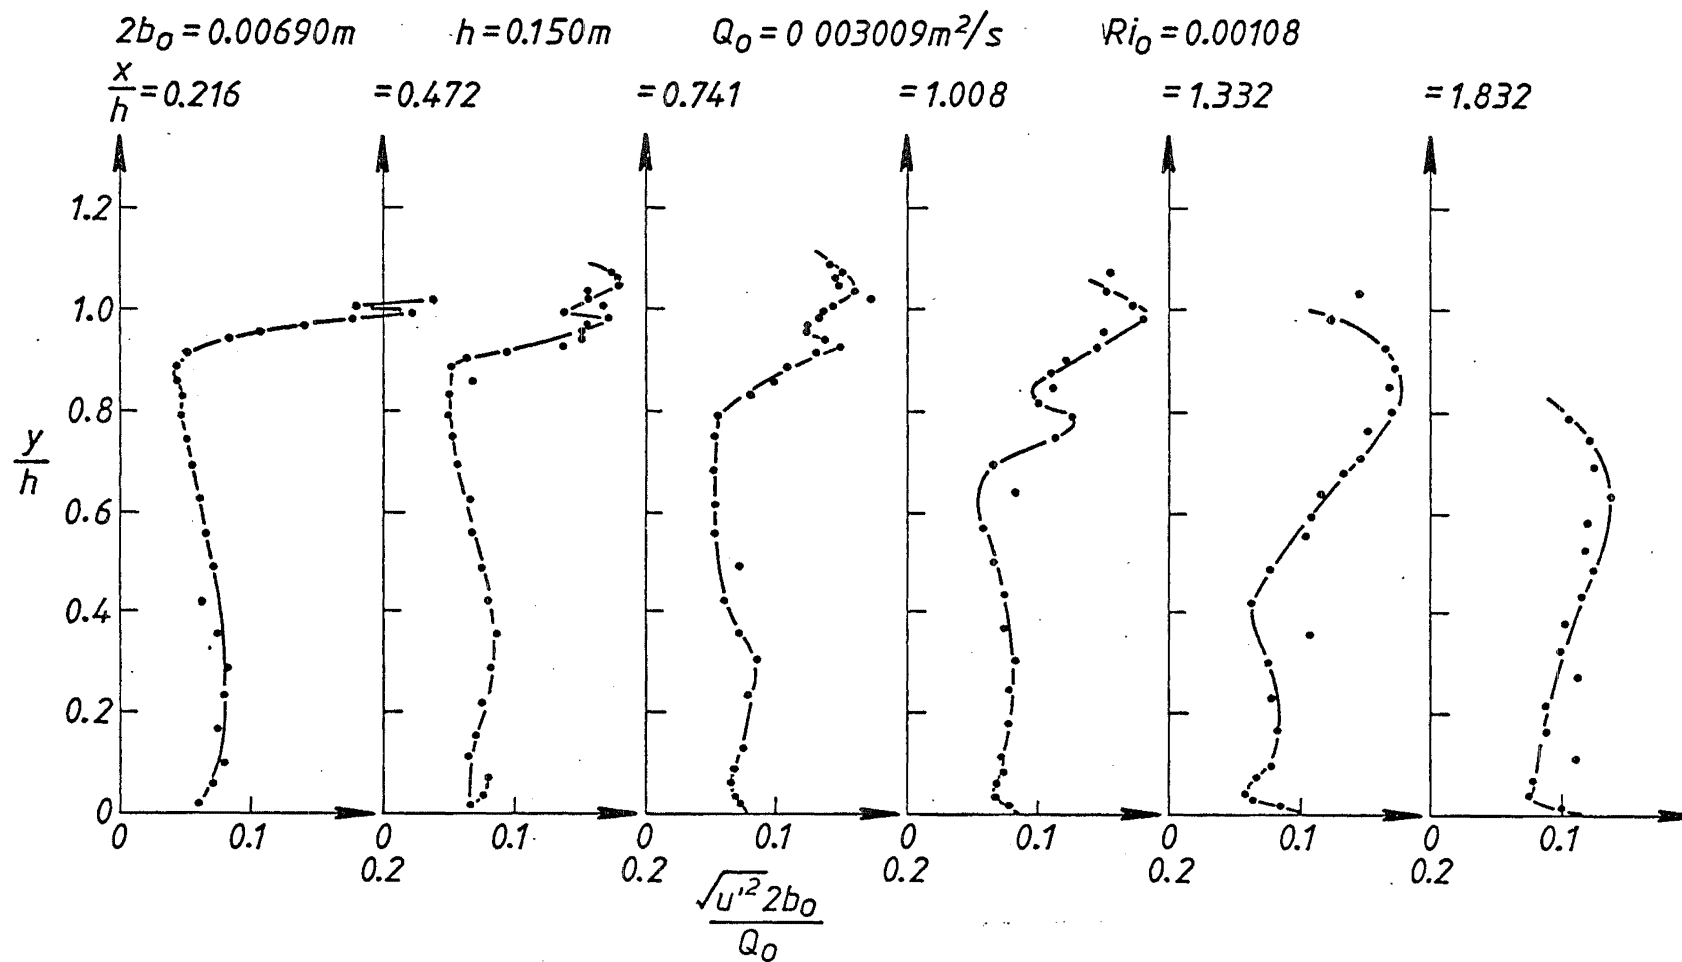 2b₀=0.00690m h=0.150m Q₀=0 003009m²/s Ri₀=0.00108
x/h=0.216 =0.472 =0.741 =1.008 =1.332 =1.832
1.2
1.0
0.8
y/h
0.6
0.4
0.2
0
0 0.1 0 0.1 0 0.1 0 0.1 0 0.1 0 0.1
0.2 0.2 0.2 0.2 0.2
√u'² 2b₀
Q₀